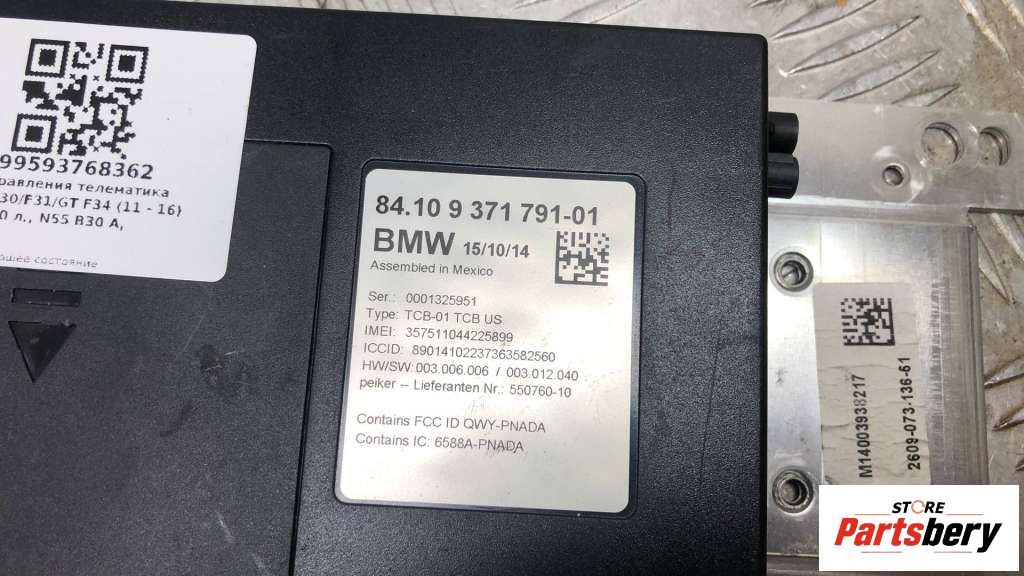 99593768362
телематика
30/F31/GT F34 (11 - 16)
0 л., N55 B30 A,
состояние
84.10 9 371 791-01
BMW 15/10/14
Assembled in Mexico
Ser.: 0001325951
Type: TCB-01 TCB US
IMEI: 357511044225899
ICCID: 89014102237363582560
HW/SW: 003.006.006 / 003.012.040
peiker – Lieferanten Nr.: 550760-10
Contains FCC ID QWY-PNADA
Contains IC: 6588A-PNADA
M14003938217
2609-073-136-51
STORE
Partsbery